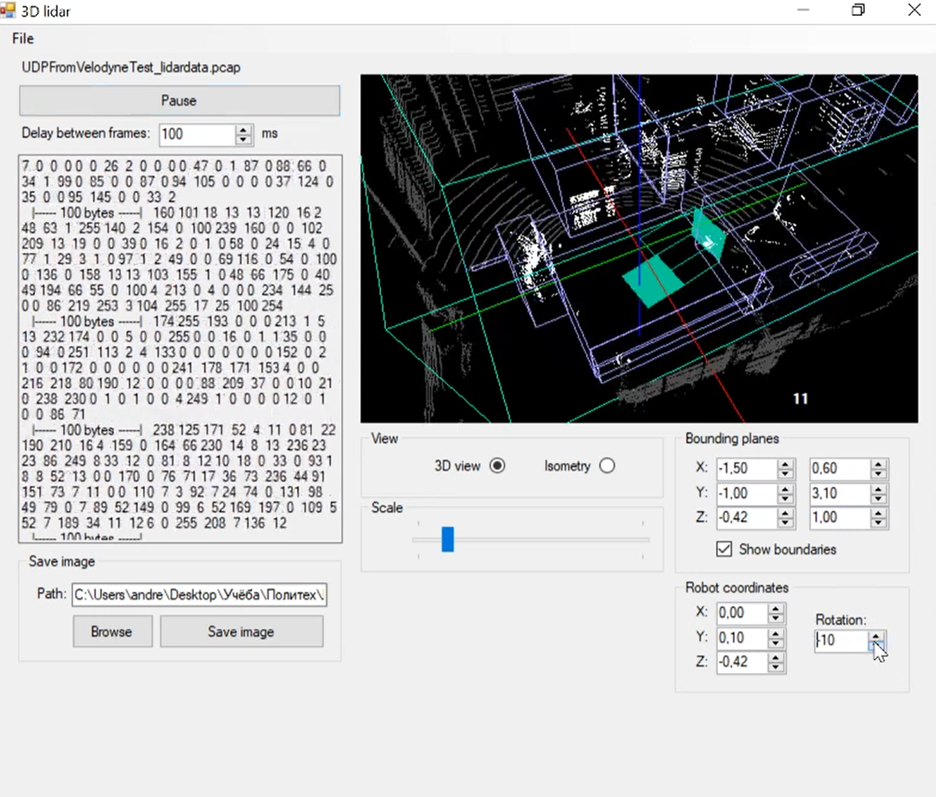 3D lidar
File
UDPFromVelodyneTest_lidardata.pcap
Pause
Delay between frames: 100 ms
7 0 0 0 0 0 26 2 0 0 0 0 47 0 1 87 0 88 66 0
34 1 99 0 85 0 0 87 0 94 105 0 0 0 0 37 124 0
35 0 0 95 145 0 0 33 2
|----- 100 bytes -----| 160 101 18 13 13 120 16 2
48 63 1 255 140 2 154 0 100 239 160 0 0 102
209 13 19 0 0 39 0 16 2 0 1 0 58 0 24 15 4 0
77 1 29 3 1 0 97 1 2 49 0 0 69 116 0 54 0 100
0 136 0 158 13 13 103 155 1 0 48 66 175 0 40
49 194 66 55 0 100 4 213 0 4 0 0 0 234 144 25
0 0 86 219 253 3 104 255 17 25 100 254
|----- 100 bytes -----| 174 255 193 0 0 0 213 1 5
13 232 174 0 0 5 0 0 255 0 0 16 0 1 135 0 0
0 94 0 251 113 2 4 133 0 0 0 0 0 0 0 152 0 2
1 0 0 172 0 0 0 0 0 0 241 178 171 153 4 0 0
216 218 80 190 12 0 0 0 0 88 209 37 0 0 10 21
0 238 230 0 1 0 1 0 0 4 249 1 0 0 0 0 12 0 1
0 0 86 71
|----- 100 bytes -----| 238 125 171 52 4 11 0 81 22
190 210 16 4 159 0 164 66 230 14 8 13 236 23
23 86 249 8 33 12 0 81 8 12 10 18 0 33 0 93 1
8 8 52 13 0 0 170 0 76 71 17 36 73 236 44 91
151 73 7 11 0 0 110 7 3 92 7 24 74 0 131 98
49 79 0 7 89 52 149 0 99 6 52 169 197 0 109 5
52 7 189 34 11 12 6 0 255 208 7 136 12
|----- 100 bytes -----|
11
View
3D view Isometry
Scale
Bounding planes
X: -1,50 0,60
Y: -1,00 3,10
Z: -0,42 1,00
Show boundaries
Robot coordinates
X: 0,00
Y: 0,10
Z: -0,42
Rotation:
-10
Save image
Path: C:\Users\andre\Desktop\Учёба\Политех\
Browse Save image